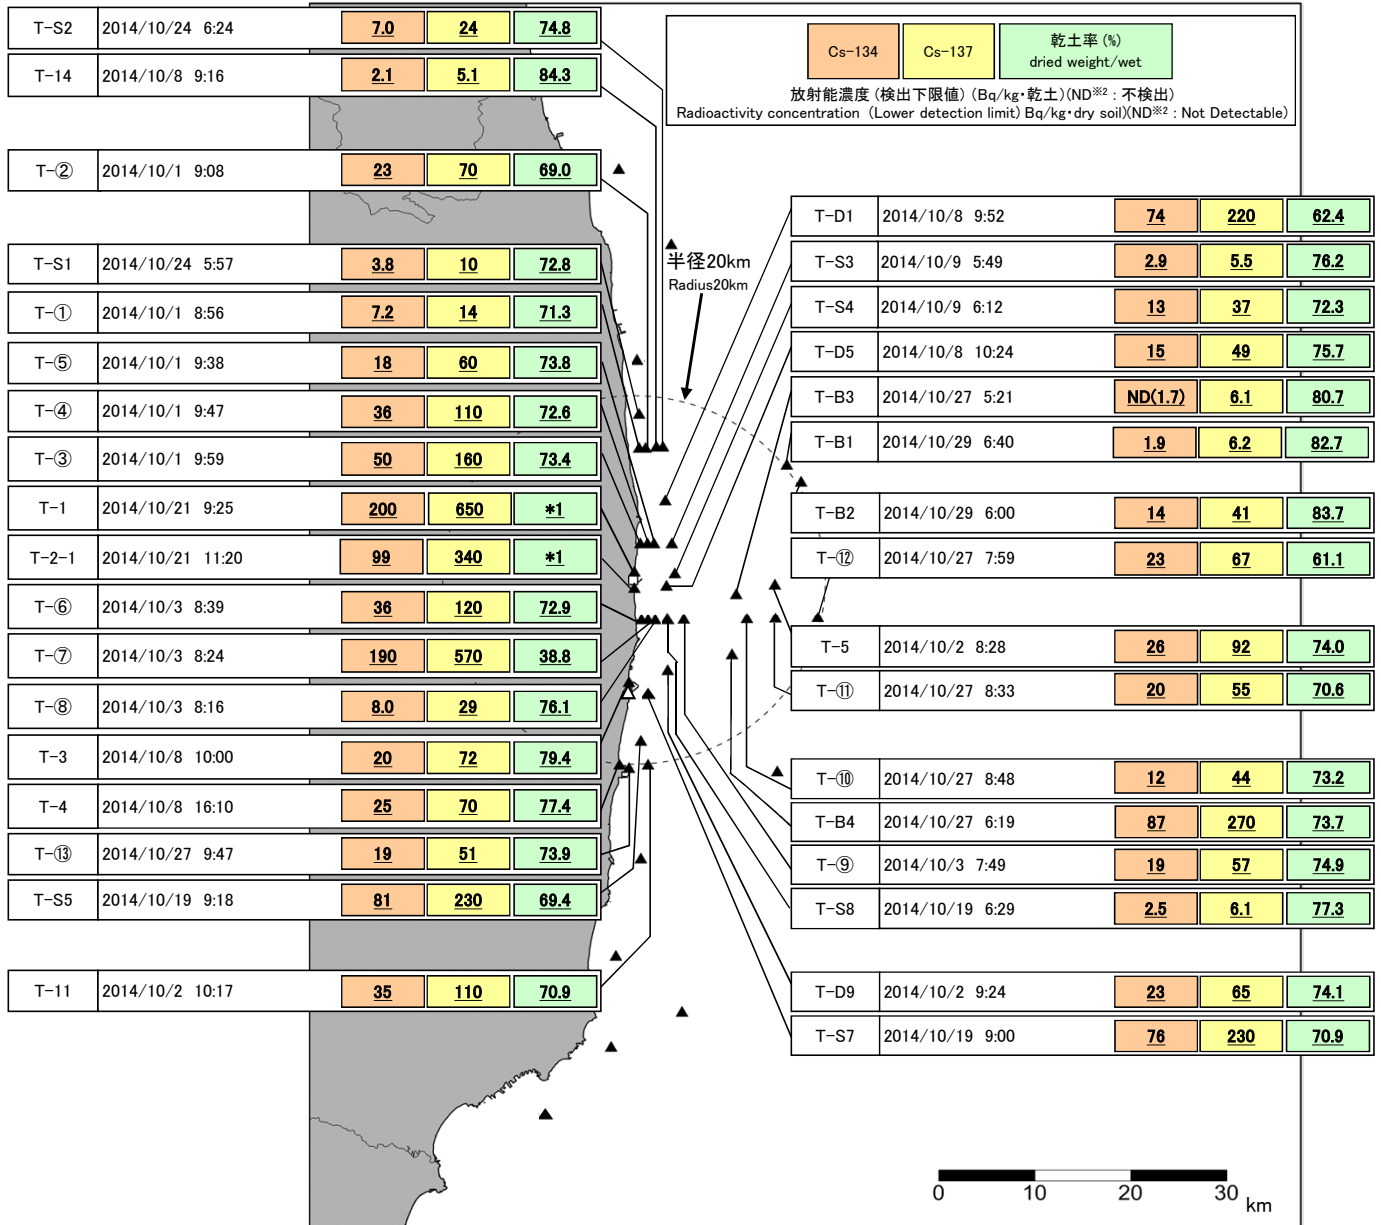 T-S2 2014/10/24 6:24 7.0 24 74.8
T-14 2014/10/8 9:16 2.1 5.1 84.3
T-② 2014/10/1 9:08 23 70 69.0
T-S1 2014/10/24 5:57 3.8 10 72.8
T-① 2014/10/1 8:56 7.2 14 71.3
T-⑤ 2014/10/1 9:38 18 60 73.8
T-④ 2014/10/1 9:47 36 110 72.6
T-③ 2014/10/1 9:59 50 160 73.4
T-1 2014/10/21 9:25 200 650 *1
T-2-1 2014/10/21 11:20 99 340 *1
T-⑥ 2014/10/3 8:39 36 120 72.9
T-⑦ 2014/10/3 8:24 190 570 38.8
T-⑧ 2014/10/3 8:16 8.0 29 76.1
T-3 2014/10/8 10:00 20 72 79.4
T-4 2014/10/8 16:10 25 70 77.4
T-⑬ 2014/10/27 9:47 19 51 73.9
T-S5 2014/10/19 9:18 81 230 69.4
T-11 2014/10/2 10:17 35 110 70.9
Cs-134 Cs-137 乾土率(%)
dried weight/wet
放射能濃度(検出下限値)(Bq/kg・乾土)(ND※2:不検出)
Radioactivity concentration (Lower detection limit) Bq/kg・dry soil)(ND※2 : Not Detectable)
半径20km
Radius20km
T-D1 2014/10/8 9:52 74 220 62.4
T-S3 2014/10/9 5:49 2.9 5.5 76.2
T-S4 2014/10/9 6:12 13 37 72.3
T-D5 2014/10/8 10:24 15 49 75.7
T-B3 2014/10/27 5:21 ND(1.7) 6.1 80.7
T-B1 2014/10/29 6:40 1.9 6.2 82.7
T-B2 2014/10/29 6:00 14 41 83.7
T-⑫ 2014/10/27 7:59 23 67 61.1
T-5 2014/10/2 8:28 26 92 74.0
T-⑪ 2014/10/27 8:33 20 55 70.6
T-⑩ 2014/10/27 8:48 12 44 73.2
T-B4 2014/10/27 6:19 87 270 73.7
T-⑨ 2014/10/3 7:49 19 57 74.9
T-S8 2014/10/19 6:29 2.5 6.1 77.3
T-D9 2014/10/2 9:24 23 65 74.1
T-S7 2014/10/19 9:00 76 230 70.9
0 10 20 30 km